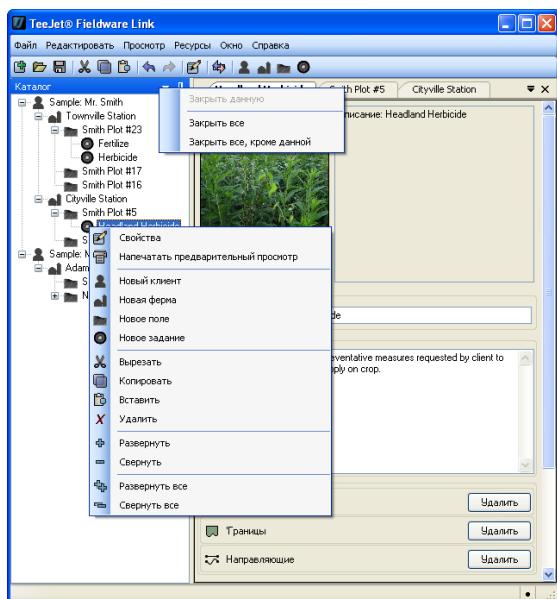 TeeJet® Fieldware Link
Файл Редактировать Просмотр Ресурсы Окно Справка
Каталог
Smith Plot #5
Cityville Station
Закрыть данную
Закрыть все
Закрыть все, кроме данной
Headland Herbicide
Sample: Mr. Smith
Townville Station
Smith Plot #23
Fertilize
Herbicide
Smith Plot #17
Smith Plot #16
Cityville Station
Smith Plot #5
Headland Herbicide
Sample:
Adam
Свойства
Напечатать предварительный просмотр
Новый клиент
Новая ферма
Новое поле
Новое задание
Вырезать
Копировать
Вставить
Удалить
Развернуть
Свернуть
Развернуть все
Свернуть все
measures requested by client to
on crop.
Удалить
Границы
Удалить
Направляющие
Удалить